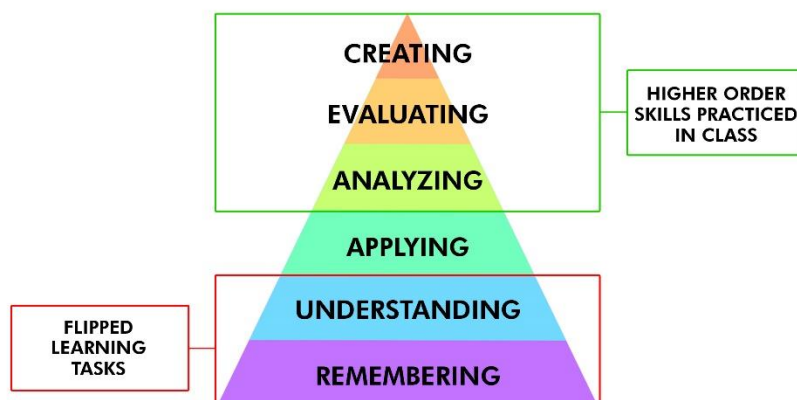 CREATING
EVALUATING
HIGHER ORDER
SKILLS PRACTICED
IN CLASS
ANALYZING
APPLYING
UNDERSTANDING
FLIPPED
LEARNING
TASKS
REMEMBERING